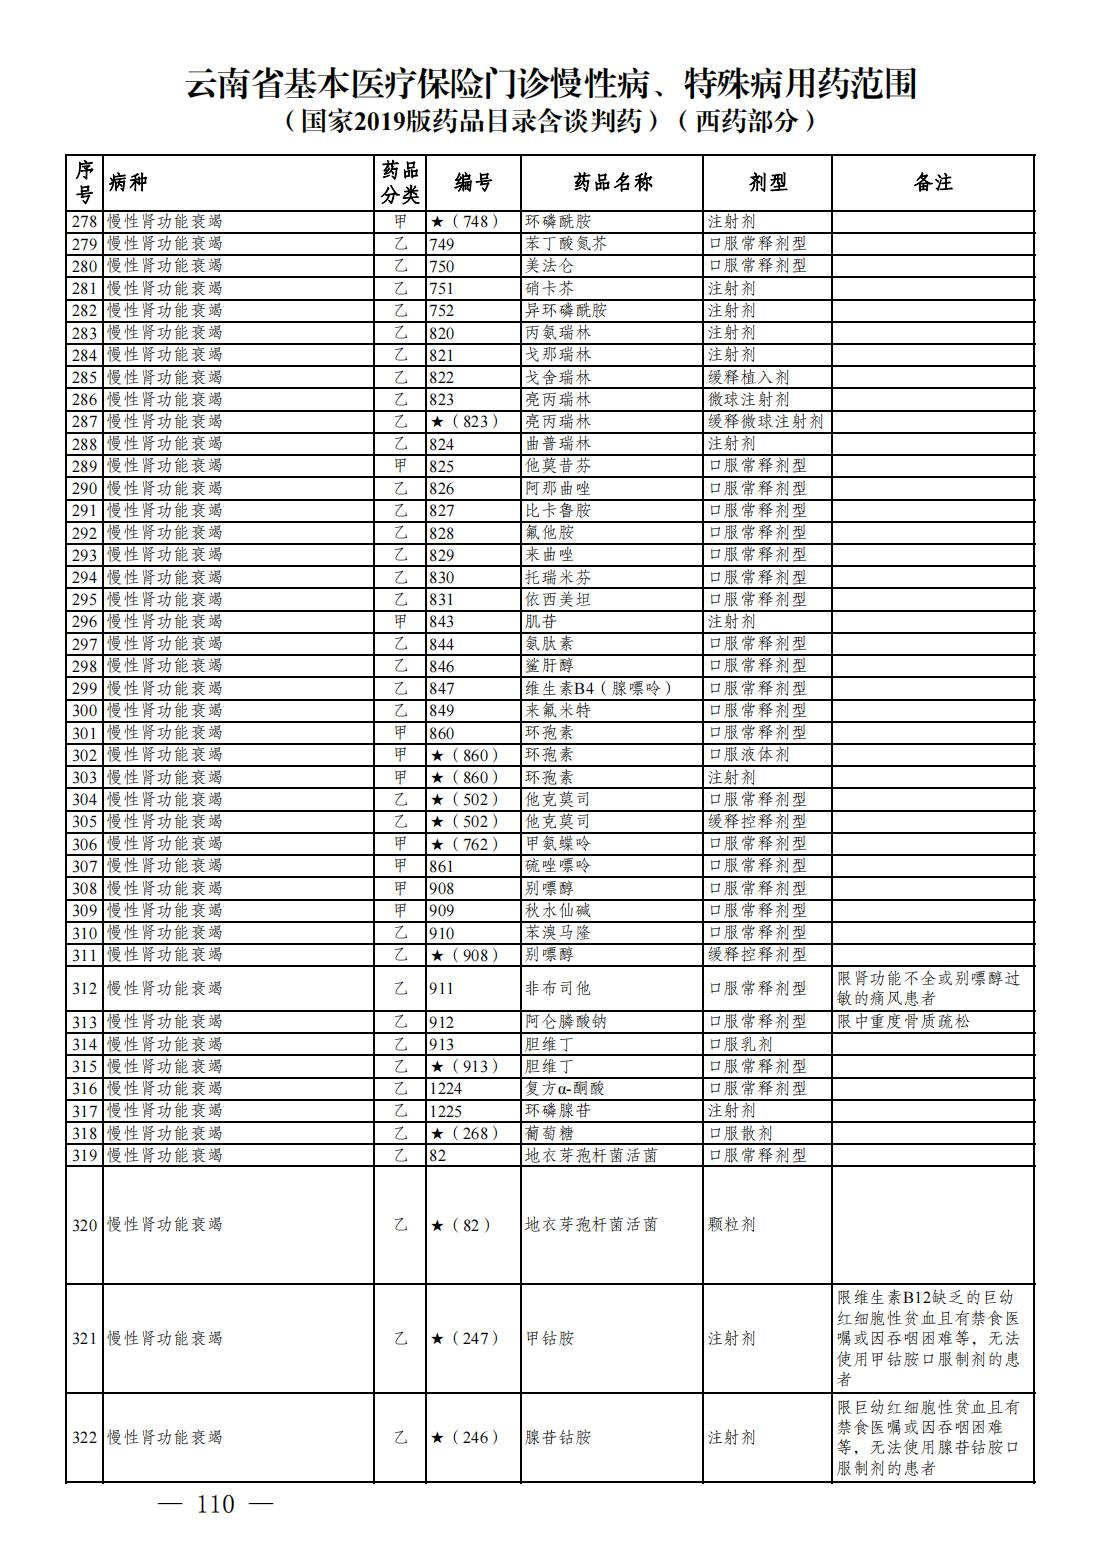 云南省基本医疗保险门诊慢性病、特殊病用药范围
（国家2019版药品目录含谈判药）（西药部分）
序号 病种 药品分类 编号 药品名称 剂型 备注
278 慢性肾功能衰竭 甲 ★（748） 环磷酰胺 注射剂
279 慢性肾功能衰竭 乙 749 苯丁酸氮芥 口服常释剂型
280 慢性肾功能衰竭 乙 750 美法仑 口服常释剂型
281 慢性肾功能衰竭 乙 751 硝卡芥 注射剂
282 慢性肾功能衰竭 乙 752 异环磷酰胺 注射剂
283 慢性肾功能衰竭 乙 820 丙氨瑞林 注射剂
284 慢性肾功能衰竭 乙 821 戈那瑞林 注射剂
285 慢性肾功能衰竭 乙 822 戈舍瑞林 缓释植入剂
286 慢性肾功能衰竭 乙 823 亮丙瑞林 微球注射剂
287 慢性肾功能衰竭 乙 ★（823） 亮丙瑞林 缓释微球注射剂
288 慢性肾功能衰竭 乙 824 曲普瑞林 注射剂
289 慢性肾功能衰竭 甲 825 他莫昔芬 口服常释剂型
290 慢性肾功能衰竭 乙 826 阿那曲唑 口服常释剂型
291 慢性肾功能衰竭 乙 827 比卡鲁胺 口服常释剂型
292 慢性肾功能衰竭 乙 828 氟他胺 口服常释剂型
293 慢性肾功能衰竭 乙 829 来曲唑 口服常释剂型
294 慢性肾功能衰竭 乙 830 托瑞米芬 口服常释剂型
295 慢性肾功能衰竭 乙 831 依西美坦 口服常释剂型
296 慢性肾功能衰竭 甲 843 肌苷 注射剂
297 慢性肾功能衰竭 乙 844 氨肽素 口服常释剂型
298 慢性肾功能衰竭 乙 846 鲨肝醇 口服常释剂型
299 慢性肾功能衰竭 乙 847 维生素B4（腺嘌呤） 口服常释剂型
300 慢性肾功能衰竭 乙 849 来氟米特 口服常释剂型
301 慢性肾功能衰竭 甲 860 环孢素 口服常释剂型
302 慢性肾功能衰竭 甲 ★（860） 环孢素 口服液体剂
303 慢性肾功能衰竭 甲 ★（860） 环孢素 注射剂
304 慢性肾功能衰竭 乙 ★（502） 他克莫司 口服常释剂型
305 慢性肾功能衰竭 乙 ★（502） 他克莫司 缓释控释剂型
306 慢性肾功能衰竭 甲 ★（762） 甲氨蝶呤 口服常释剂型
307 慢性肾功能衰竭 甲 861 硫唑嘌呤 口服常释剂型
308 慢性肾功能衰竭 甲 908 别嘌醇 口服常释剂型
309 慢性肾功能衰竭 甲 909 秋水仙碱 口服常释剂型
310 慢性肾功能衰竭 乙 910 苯溴马隆 口服常释剂型
311 慢性肾功能衰竭 乙 ★（908） 别嘌醇 缓释控释剂型
312 慢性肾功能衰竭 乙 911 非布司他 口服常释剂型 限肾功能不全或别嘌醇过
敏的痛风患者
313 慢性肾功能衰竭 乙 912 阿仑膦酸钠 口服常释剂型 限中重度骨质疏松
314 慢性肾功能衰竭 乙 913 胆维丁 口服乳剂
315 慢性肾功能衰竭 乙 ★（913） 胆维丁 口服常释剂型
316 慢性肾功能衰竭 乙 1224 复方α-酮酸 口服常释剂型
317 慢性肾功能衰竭 乙 1225 环磷腺苷 注射剂
318 慢性肾功能衰竭 乙 ★（268） 葡萄糖 口服散剂
319 慢性肾功能衰竭 乙 82 地衣芽孢杆菌活菌 口服常释剂型
320 慢性肾功能衰竭 乙 ★（82） 地衣芽孢杆菌活菌 颗粒剂
321 慢性肾功能衰竭 乙 ★（247） 甲钴胺 注射剂 限维生素B12缺乏的巨幼
红细胞性贫血且有禁食医
嘱或因吞咽困难等，无法
使用甲钴胺口服制剂的患
者
322 慢性肾功能衰竭 乙 ★（246） 腺苷钴胺 注射剂 限巨幼红细胞性贫血且有
禁食医嘱或因吞咽困难
等，无法使用腺苷钴胺口
服制剂的患者
— 110 —